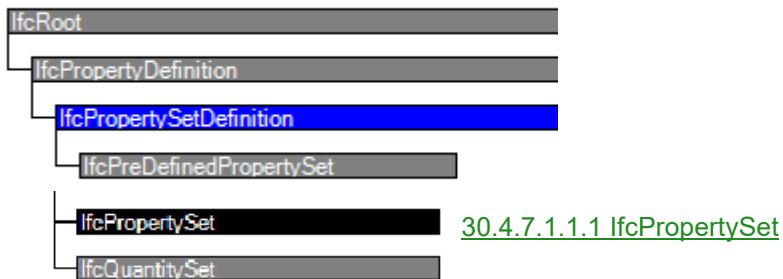 IfcRoot
IfcPropertyDefinition
IfcPropertySetDefinition
IfcPreDefinedPropertySet
IfcPropertySet 30.4.7.1.1.1 IfcPropertySet
IfcQuantitySet